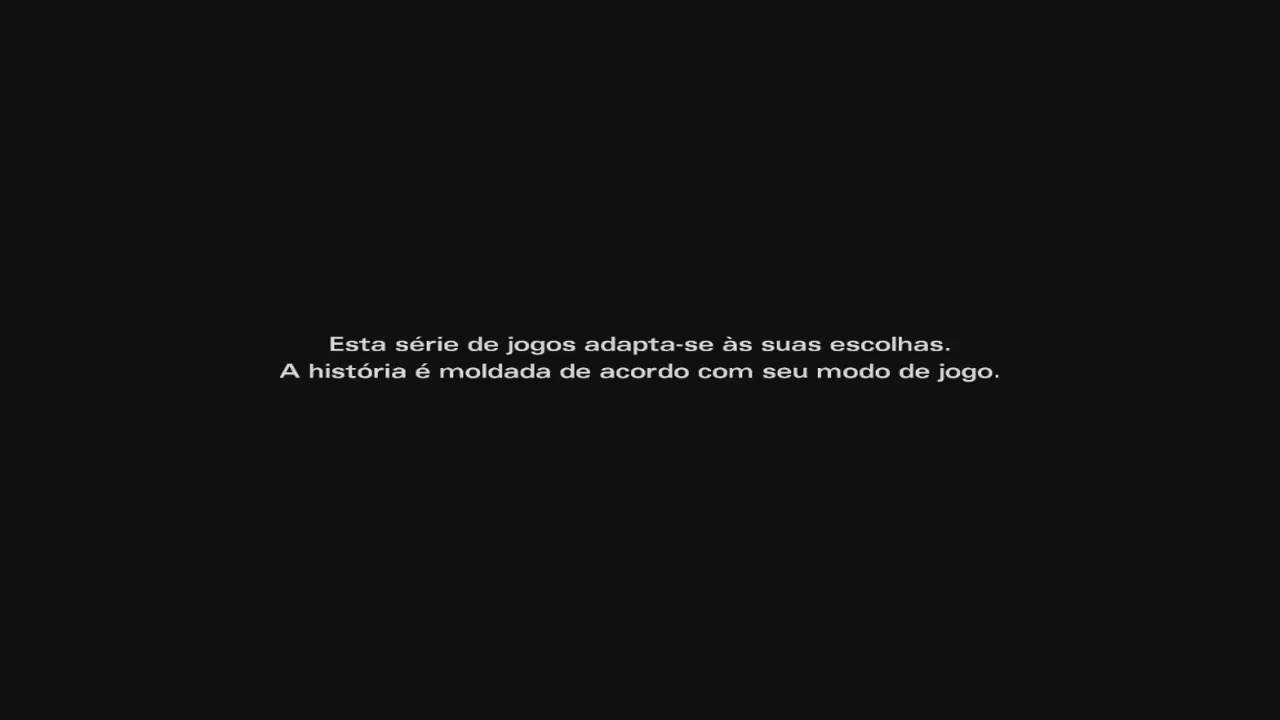 Esta série de jogos adapta-se às suas escolhas.
A história é moldada de acordo com seu modo de jogo.